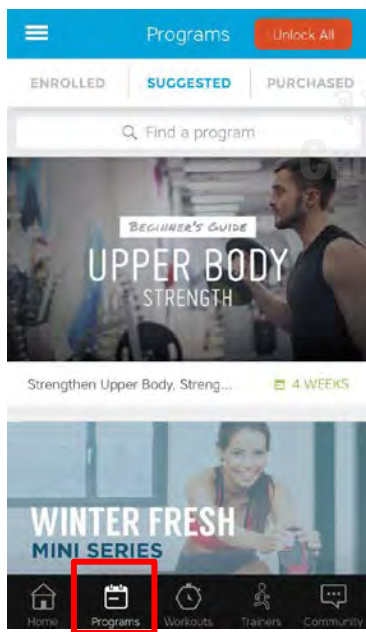 Programs
Unlock All
ENROLLED
SUGGESTED
PURCHASED
Find a program
BEGINNER'S GUIDE
UPPER BODY
STRENGTH
Strengthen Upper Body, Streng...
4 WEEKS
WINTER FRESH
MINI SERIES
Home
Programs
Workouts
Trainers
Community